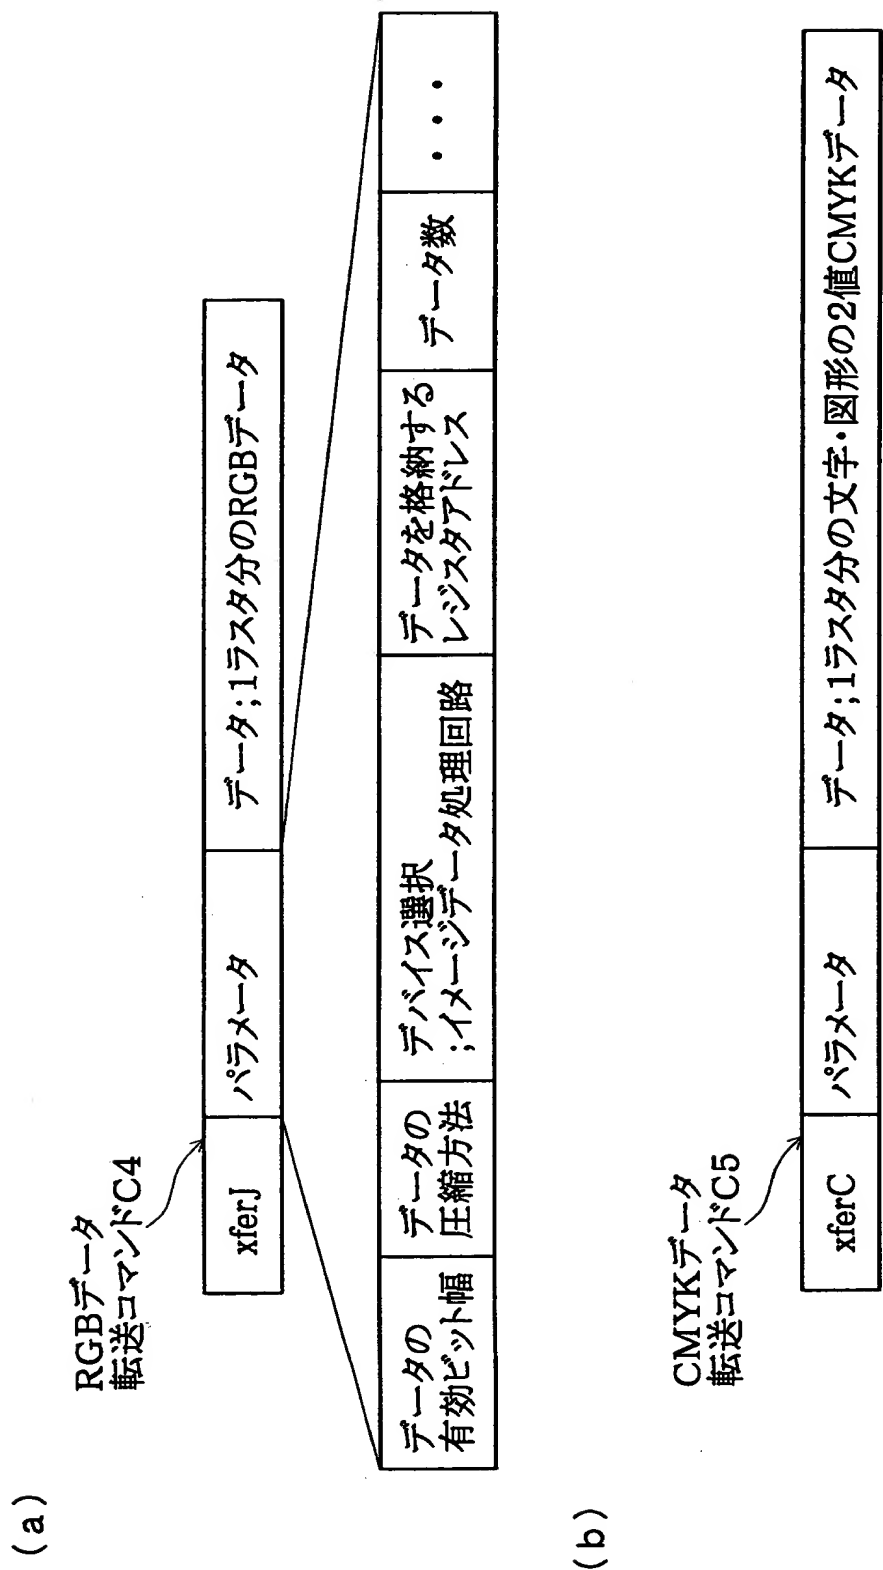 (a)
RGBデータ
転送コマンドC4
xferJ
パラメータ
データ;1ラスタ分のRGBデータ
データの
有効ビット幅
データの
圧縮方法
デバイス選択
;イメージデータ処理回路
データを格納する
レジスタアドレス
データ数
・・・
(b)
CMYKデータ
転送コマンドC5
xferC
パラメータ
データ;1ラスタ分の文字・図形の2値CMYKデータ